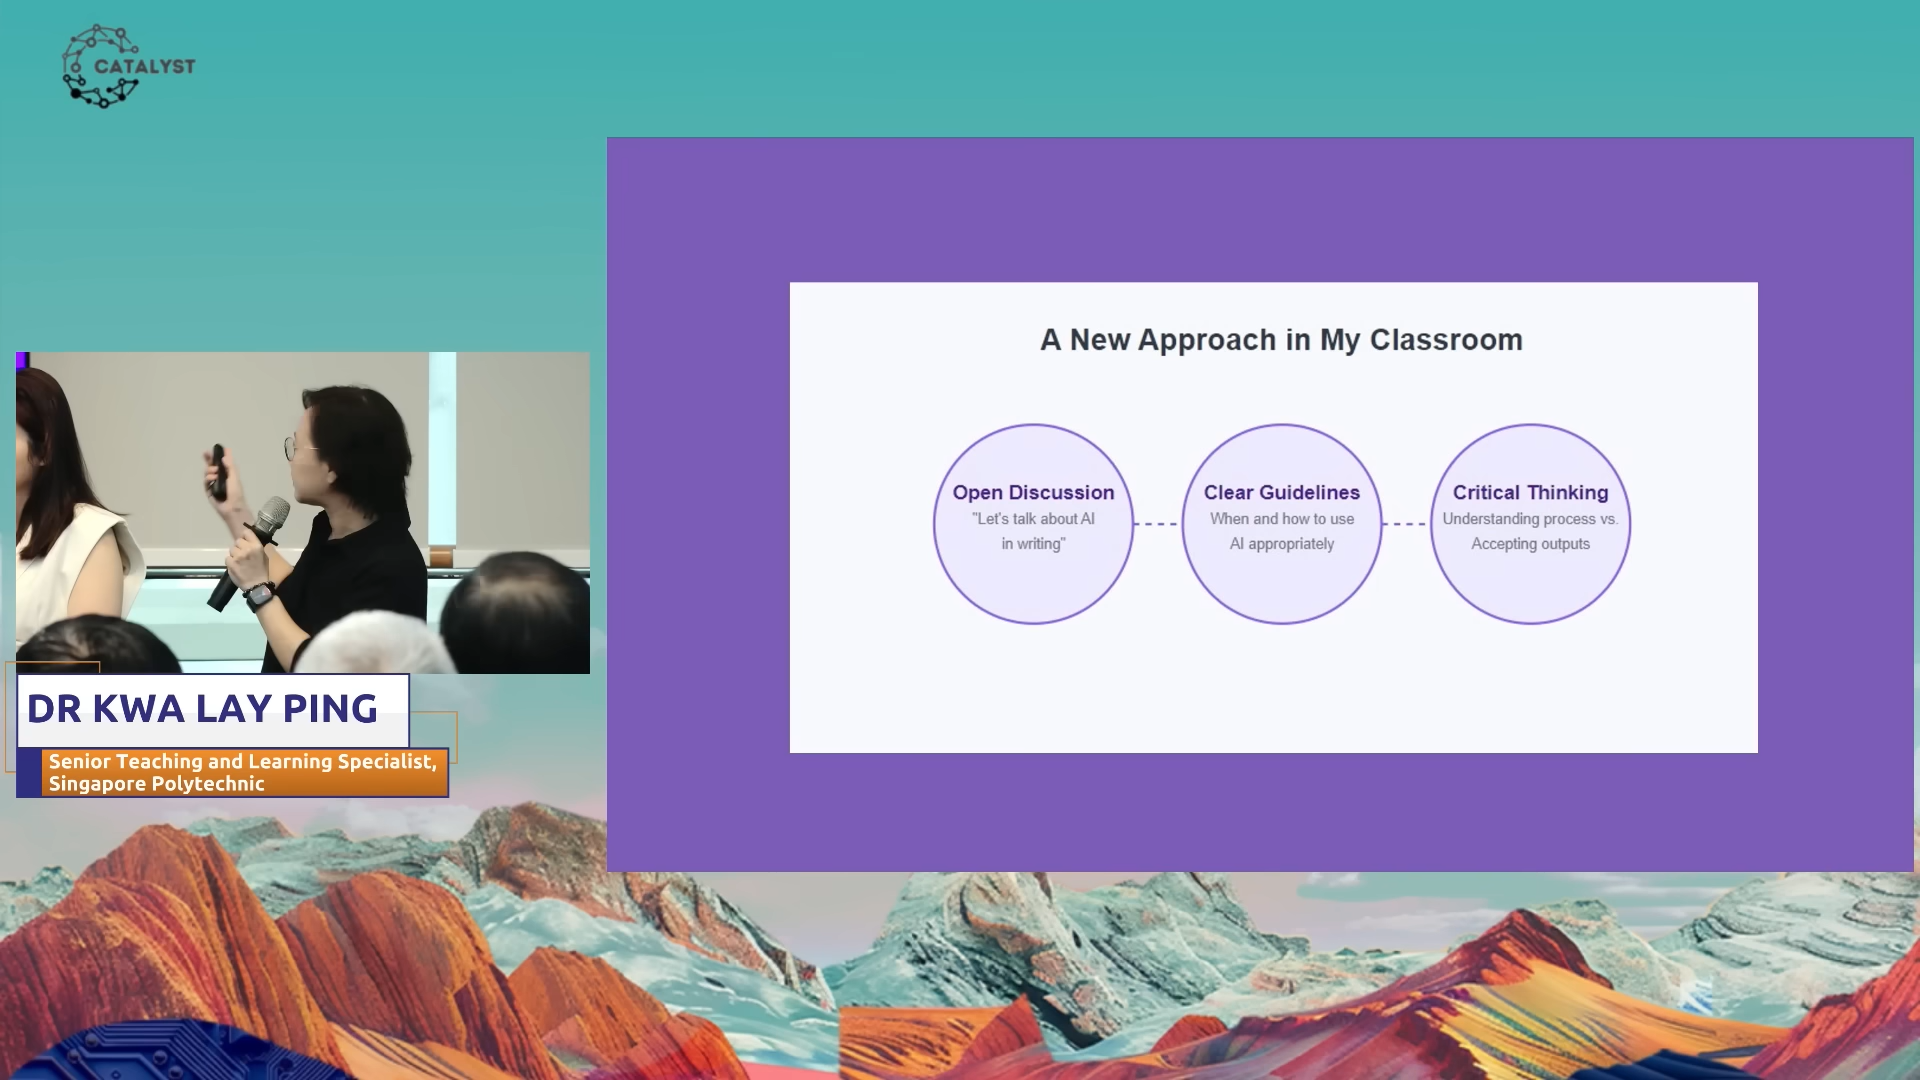 CATALYST
A New Approach in My Classroom
Open Discussion
"Let's talk about AI
in writing"
Clear Guidelines
When and how to use
AI appropriately
Critical Thinking
Understanding process vs.
Accepting outputs
DR KWA LAY PING
Senior Teaching and Learning Specialist,
Singapore Polytechnic